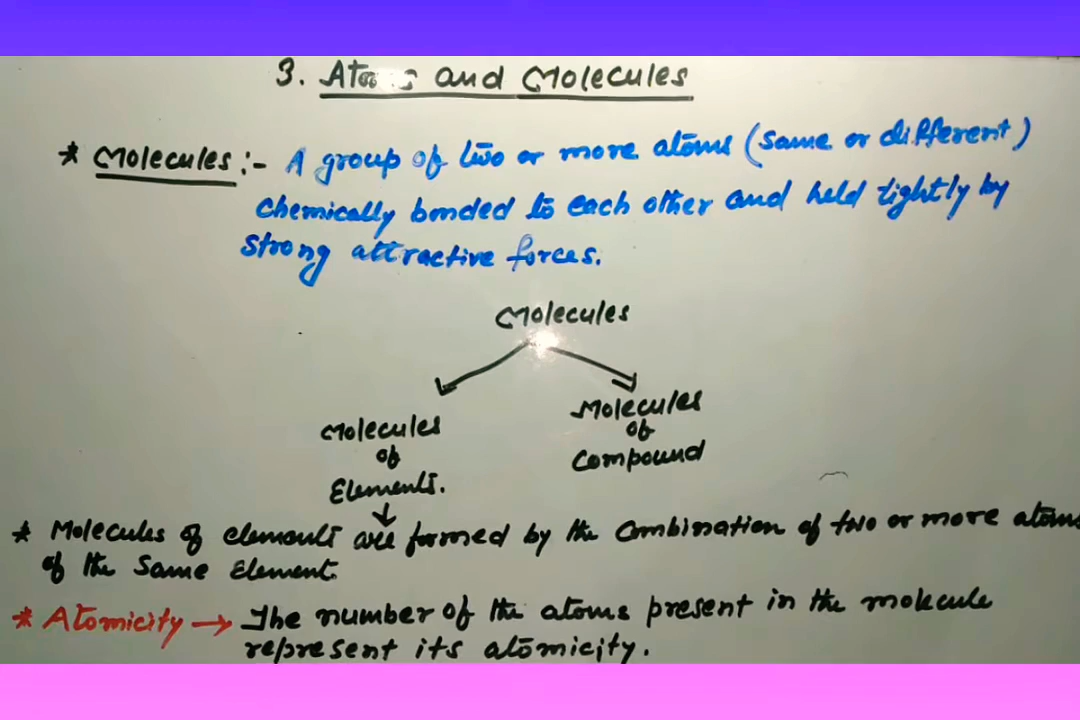 3. Atoms and Molecules
* Molecules :- A group of two or more atoms (same or different)
chemically bonded to each other and held tightly by
strong attractive forces.
Molecules
Molecules
of
Elements.
Molecules
of
Compound
* Molecules of elements are formed by the combination of two or more atoms
of the same Element.
* Atomicity → The number of the atoms present in the molecule
represent its atomicity.